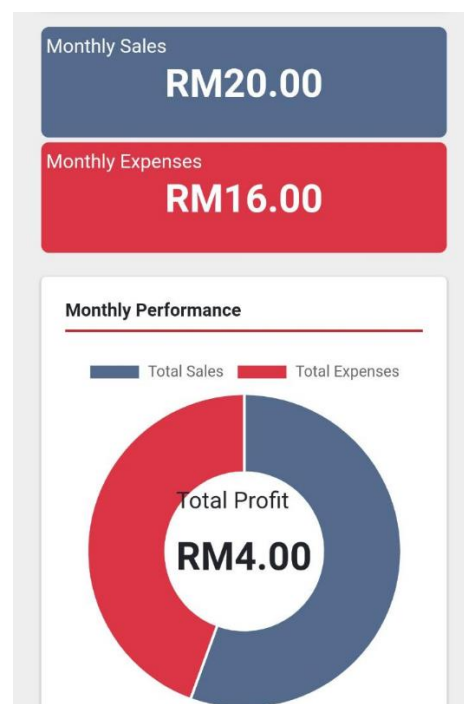 Monthly Sales
RM20.00
Monthly Expenses
RM16.00
Monthly Performance
Total Sales Total Expenses
Total Profit
RM4.00